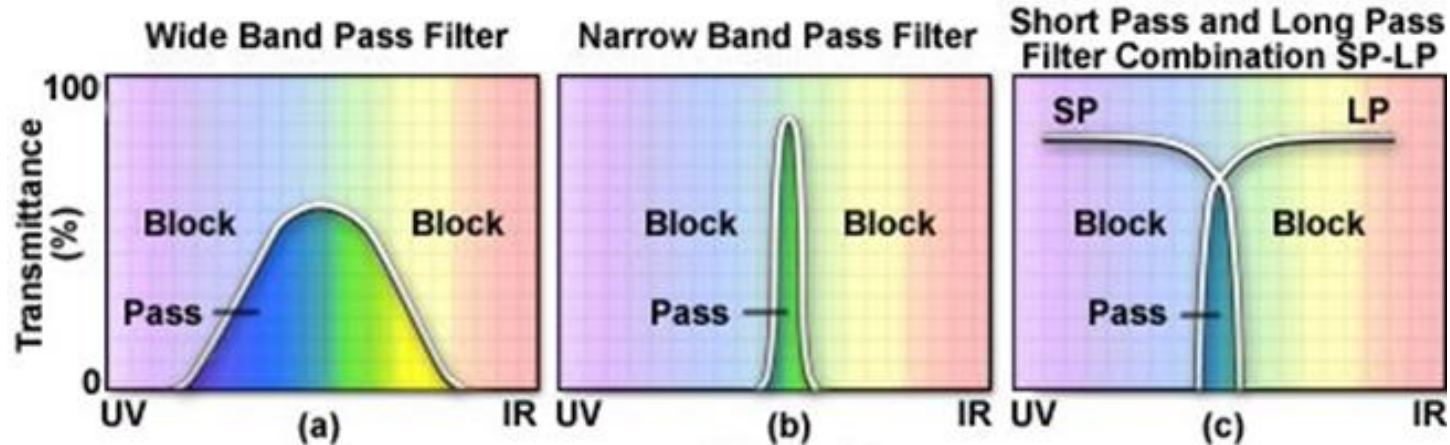 Wide Band Pass Filter
Narrow Band Pass Filter
Short Pass and Long Pass
Filter Combination SP-LP
Transmittance
(%)
100
0
Block
Block
Pass
UV
(a)
IR
Block
Block
Pass
UV
(b)
IR
SP
LP
Block
Block
Pass
UV
(c)
IR